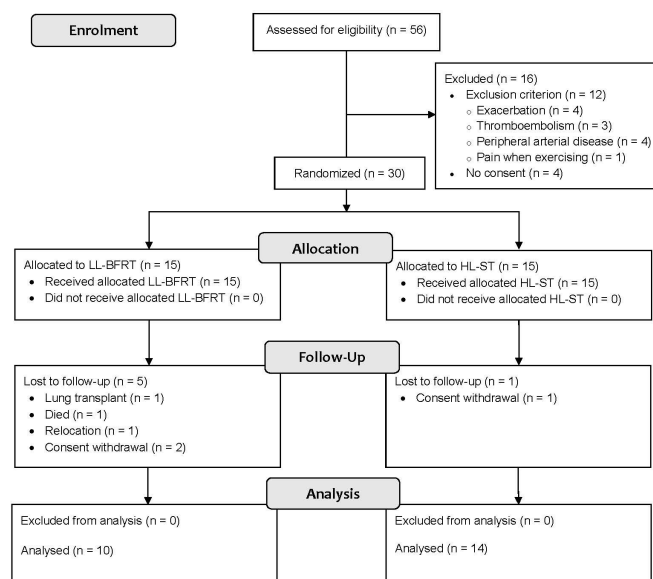 Enrolment
Assessed for eligibility (n = 56)
Excluded (n = 16)
• Exclusion criterion (n = 12)
○ Exacerbation (n = 4)
○ Thromboembolism (n = 3)
○ Peripheral arterial disease (n = 4)
○ Pain when exercising (n = 1)
• No consent (n = 4)
Randomized (n = 30)
Allocation
Allocated to LL-BFRT (n = 15)
• Received allocated LL-BFRT (n = 15)
• Did not receive allocated LL-BFRT (n = 0)
Allocated to HL-ST (n = 15)
• Received allocated HL-ST (n = 15)
• Did not receive allocated HL-ST (n = 0)
Follow-Up
Lost to follow-up (n = 5)
• Lung transplant (n = 1)
• Died (n = 1)
• Relocation (n = 1)
• Consent withdrawal (n = 2)
Lost to follow-up (n = 1)
• Consent withdrawal (n = 1)
Analysis
Excluded from analysis (n = 0)
Analysed (n = 10)
Excluded from analysis (n = 0)
Analysed (n = 14)